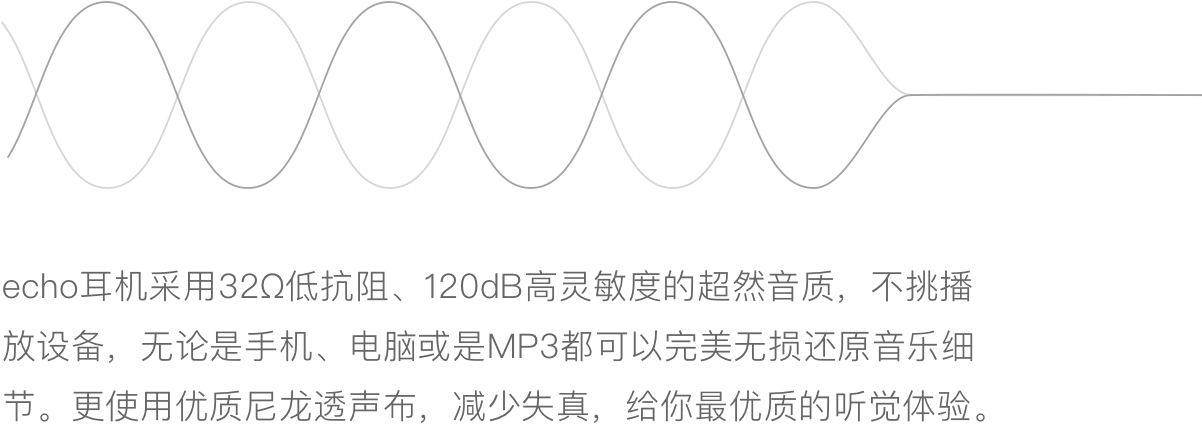 echo耳机采用32Ω低抗阻、120dB高灵敏度的超然音质，不挑播
放设备，无论是手机、电脑或是MP3都可以完美无损还原音乐细
节。更使用优质尼龙透声布，减少失真，给你最优质的听觉体验。